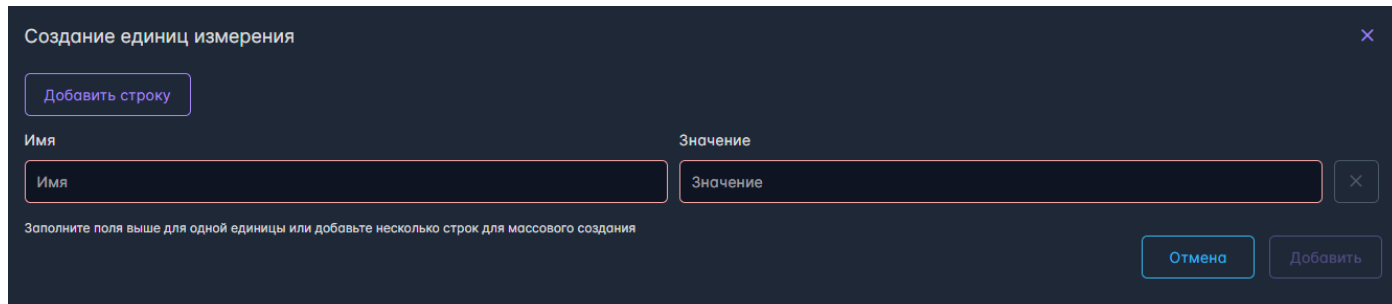 Создание единиц измерения
Добавить строку
Имя
Значение
Имя
Значение
Заполните поля выше для одной единицы или добавьте несколько строк для массового создания
Отмена
Добавить